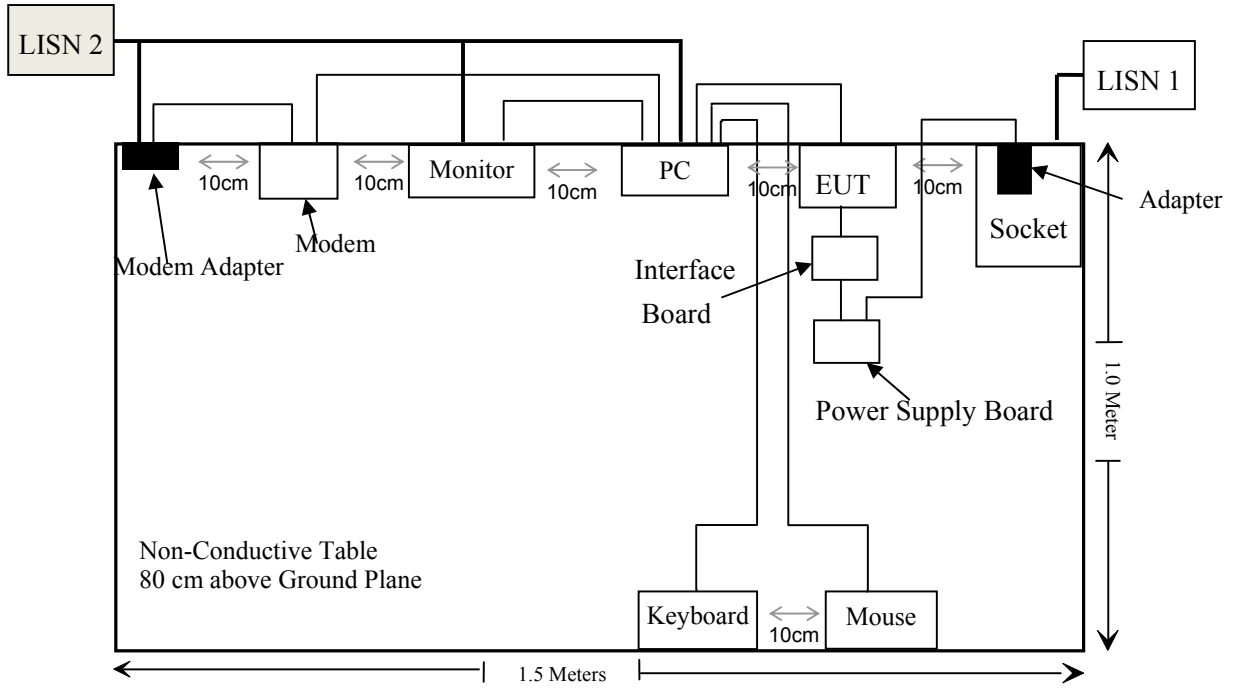 LISN 2
LISN 1
Monitor
PC
EUT
10cm
10cm
10cm
10cm
10cm
Adapter
Socket
Modem
Modem Adapter
Interface
Board
Power Supply Board
1.0 Meter
Non-Conductive Table
80 cm above Ground Plane
Keyboard
10cm
Mouse
1.5 Meters